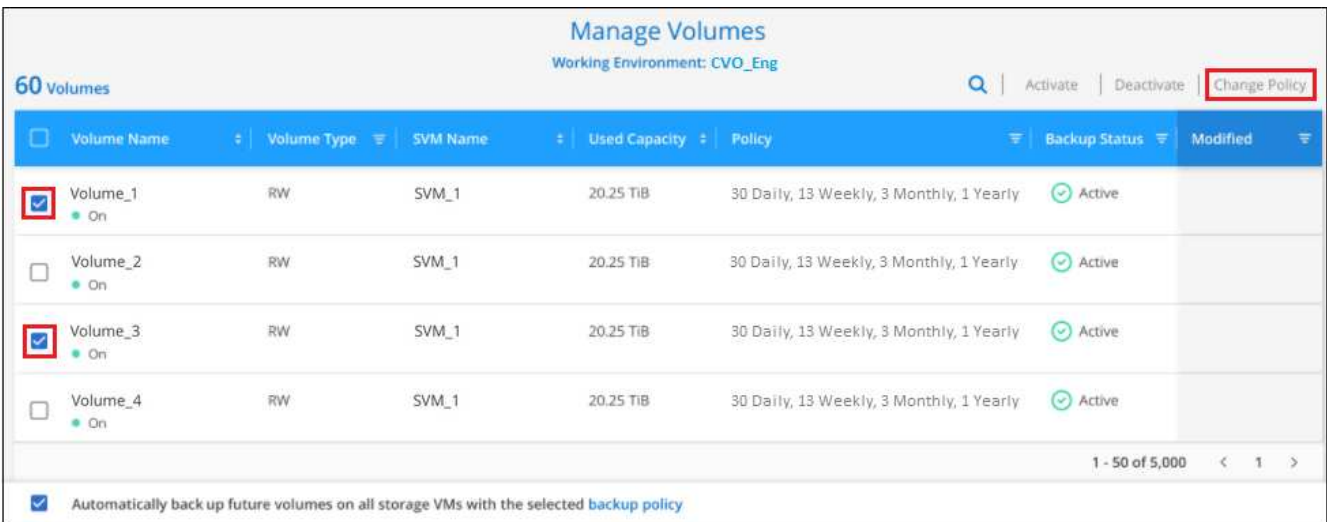 Manage Volumes
Working Environment: CVO_Eng
60 Volumes
Activate Deactivate Change Policy
Volume Name Volume Type SVM Name Used Capacity Policy Backup Status Modified
Volume_1 RW SVM_1 20.25 TiB 30 Daily, 13 Weekly, 3 Monthly, 1 Yearly Active
On
Volume_2 RW SVM_1 20.25 TiB 30 Daily, 13 Weekly, 3 Monthly, 1 Yearly Active
On
Volume_3 RW SVM_1 20.25 TiB 30 Daily, 13 Weekly, 3 Monthly, 1 Yearly Active
On
Volume_4 RW SVM_1 20.25 TiB 30 Daily, 13 Weekly, 3 Monthly, 1 Yearly Active
On
1 - 50 of 5,000 < 1 >
Automatically back up future volumes on all storage VMs with the selected backup policy